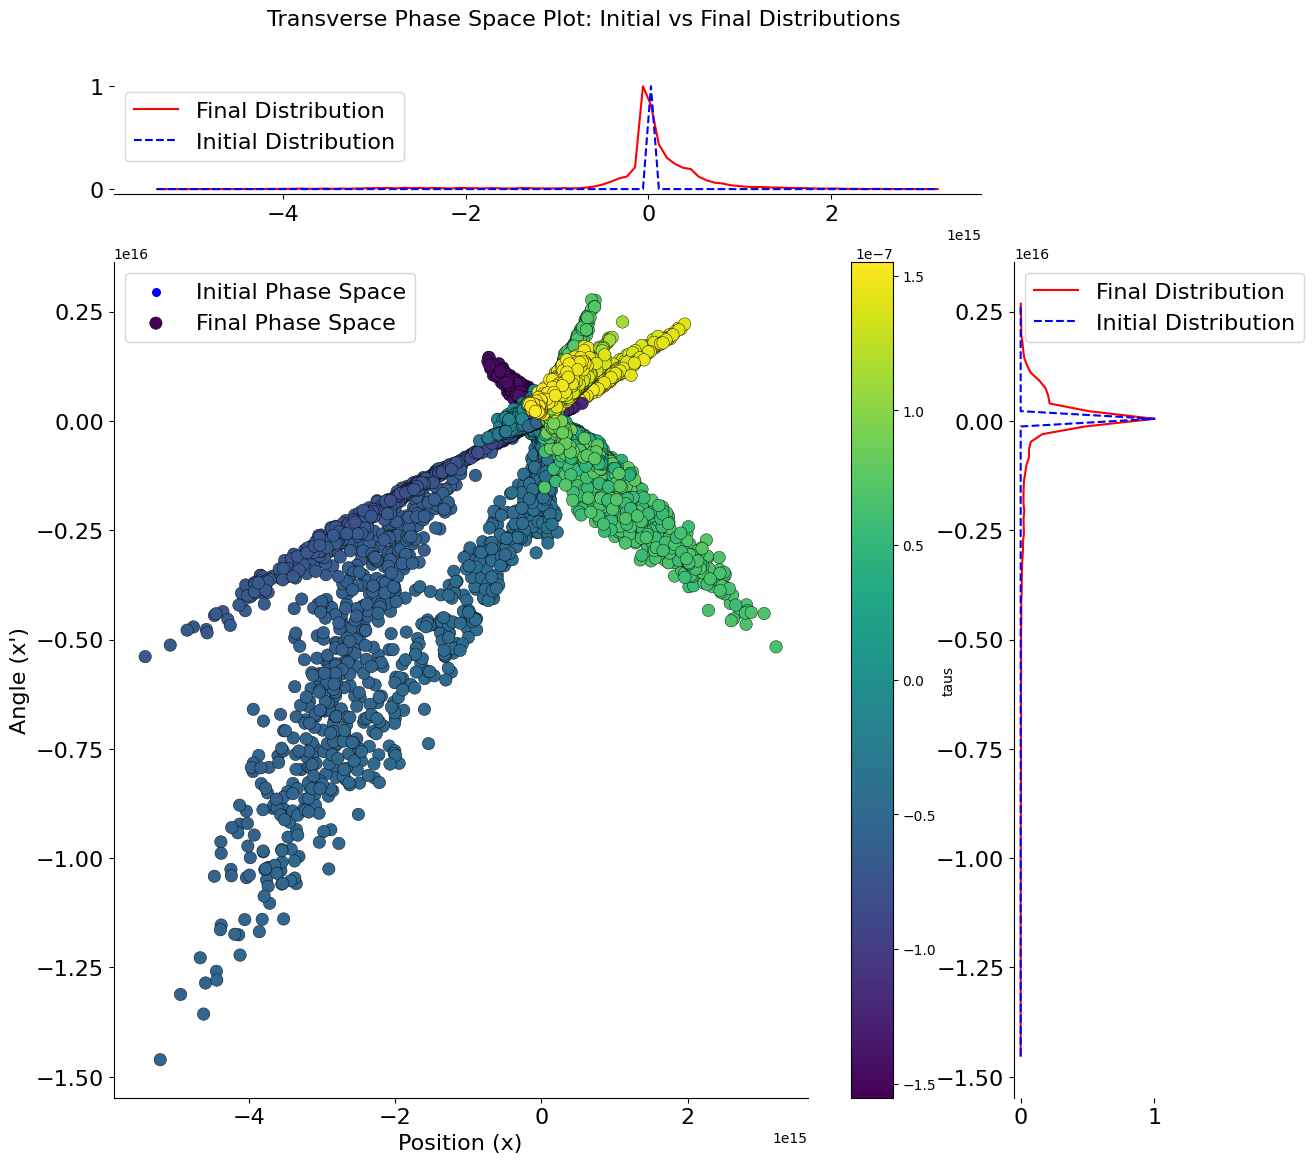 Transverse Phase Space Plot: Initial vs Final Distributions
1
0
Final Distribution
Initial Distribution
−4
−2
0
2
1e15
1e16
Initial Phase Space
Final Phase Space
0.25
0.00
−0.25
−0.50
−0.75
−1.00
−1.25
−1.50
Angle (x')
−4
−2
0
2
Position (x)
1e15
1e−7
1.5
1.0
0.5
0.0
−0.5
−1.0
−1.5
taus
1e16
Final Distribution
Initial Distribution
0.25
0.00
−0.25
−0.50
−0.75
−1.00
−1.25
−1.50
0
1